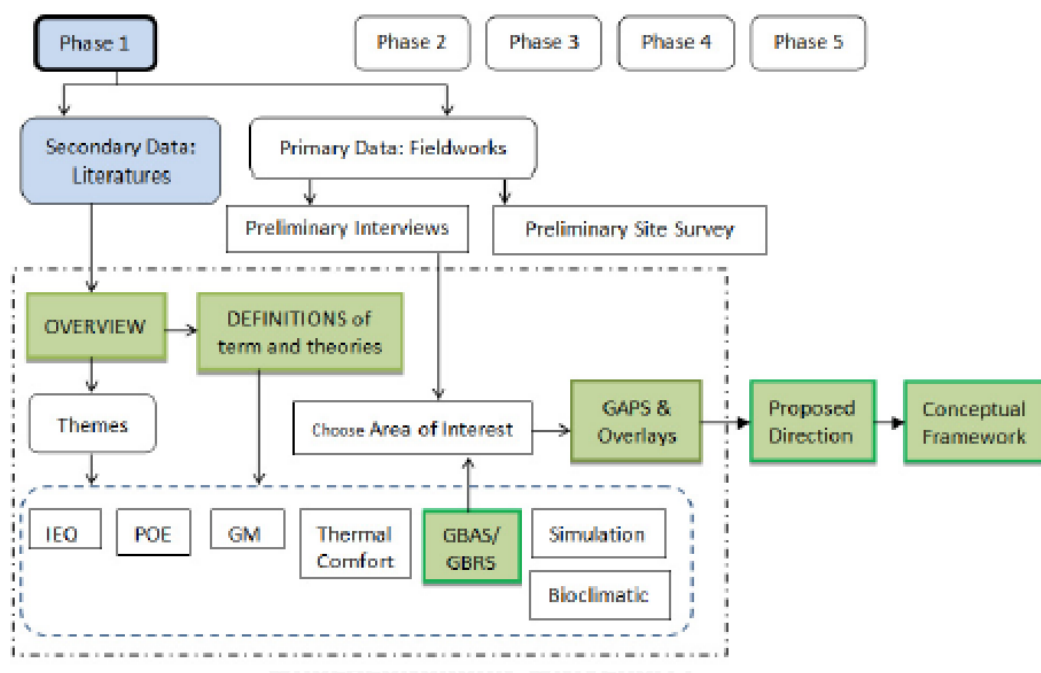 Phase 1
Phase 2
Phase 3
Phase 4
Phase 5
Secondary Data:
Literatures
Primary Data: Fieldworks
Preliminary Interviews
Preliminary Site Survey
OVERVIEW
DEFINITIONS of
term and theories
Themes
Choose Area of Interest
GAPS &
Overlays
Proposed
Direction
Conceptual
Framework
IEQ
POE
GM
Thermal
Comfort
GBAS/
GBRS
Simulation
Bioclimatic